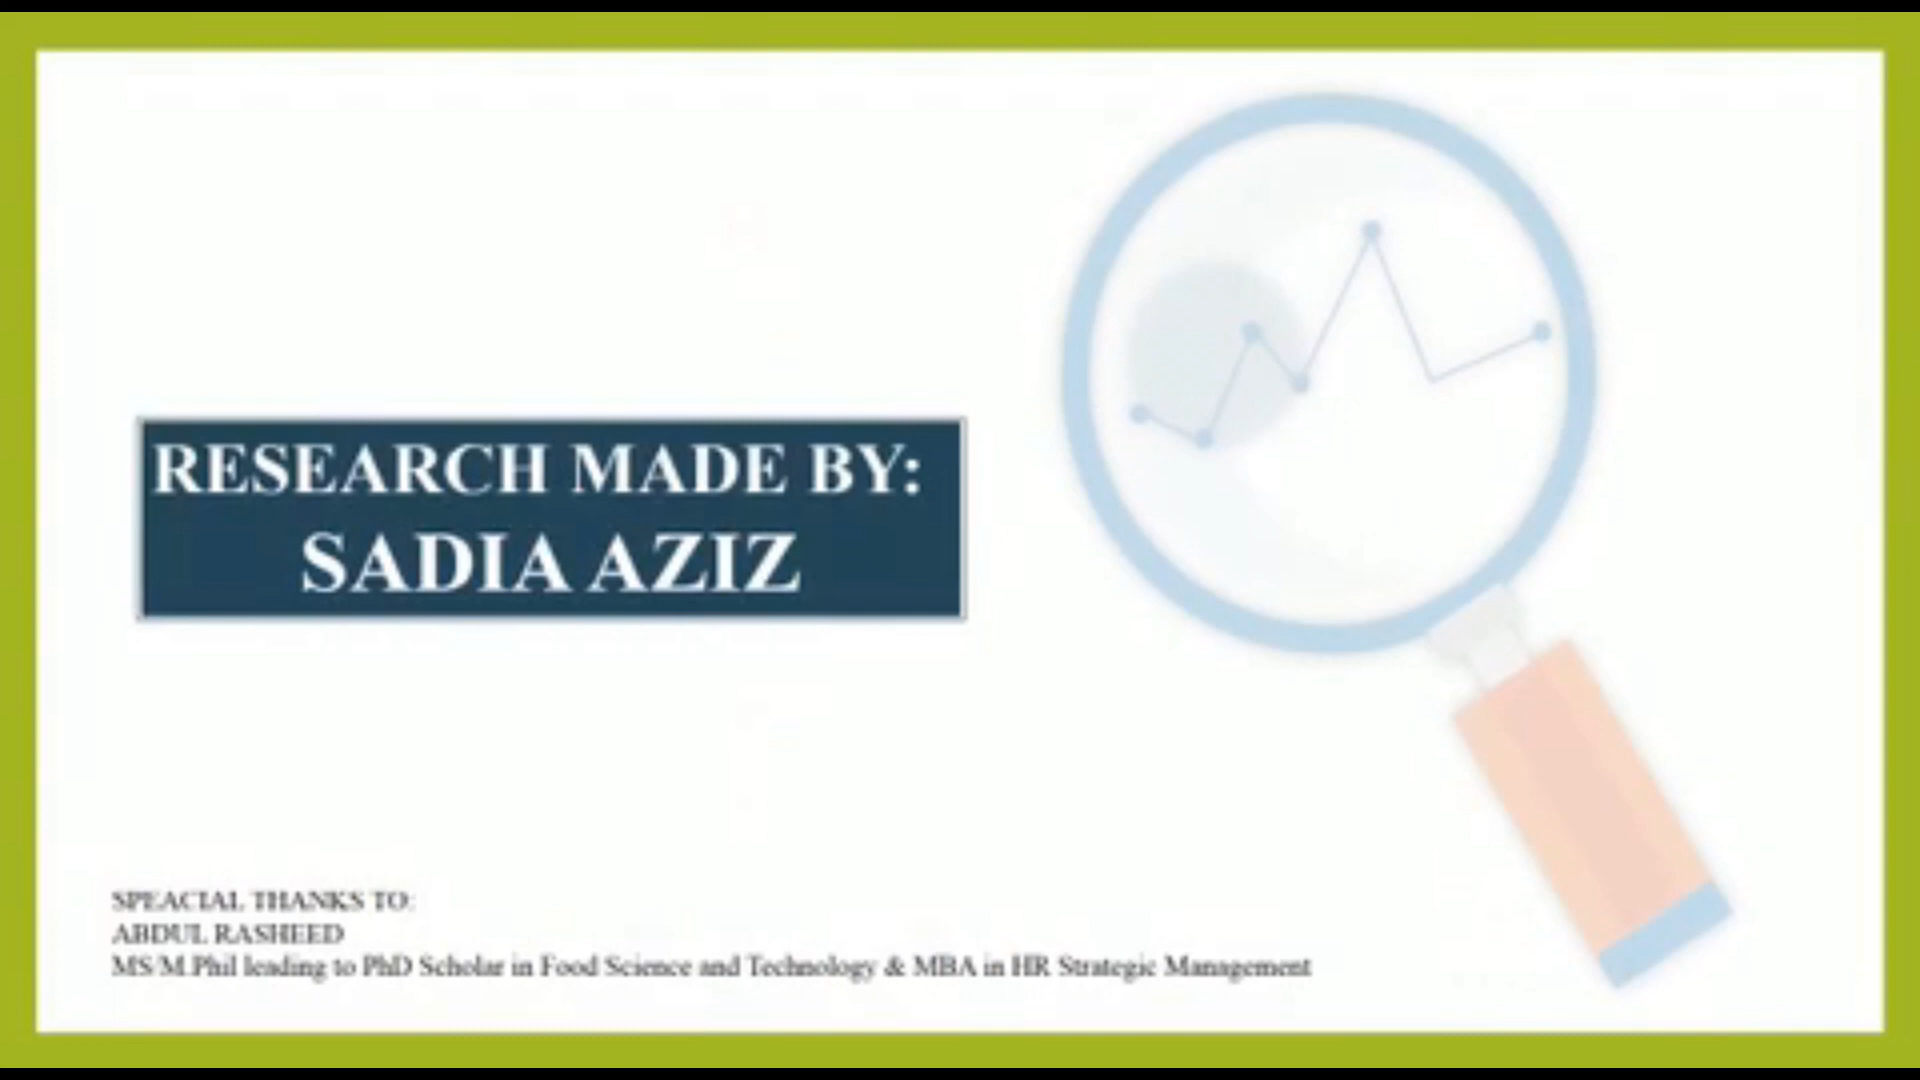 RESEARCH MADE BY:
SADIA AZIZ
SPEACIAL THANKS TO:
ABDUL RASHEED
MS/M.Phil leading to PhD Scholar in Food Science and Technology & MBA in HR Strategic Management